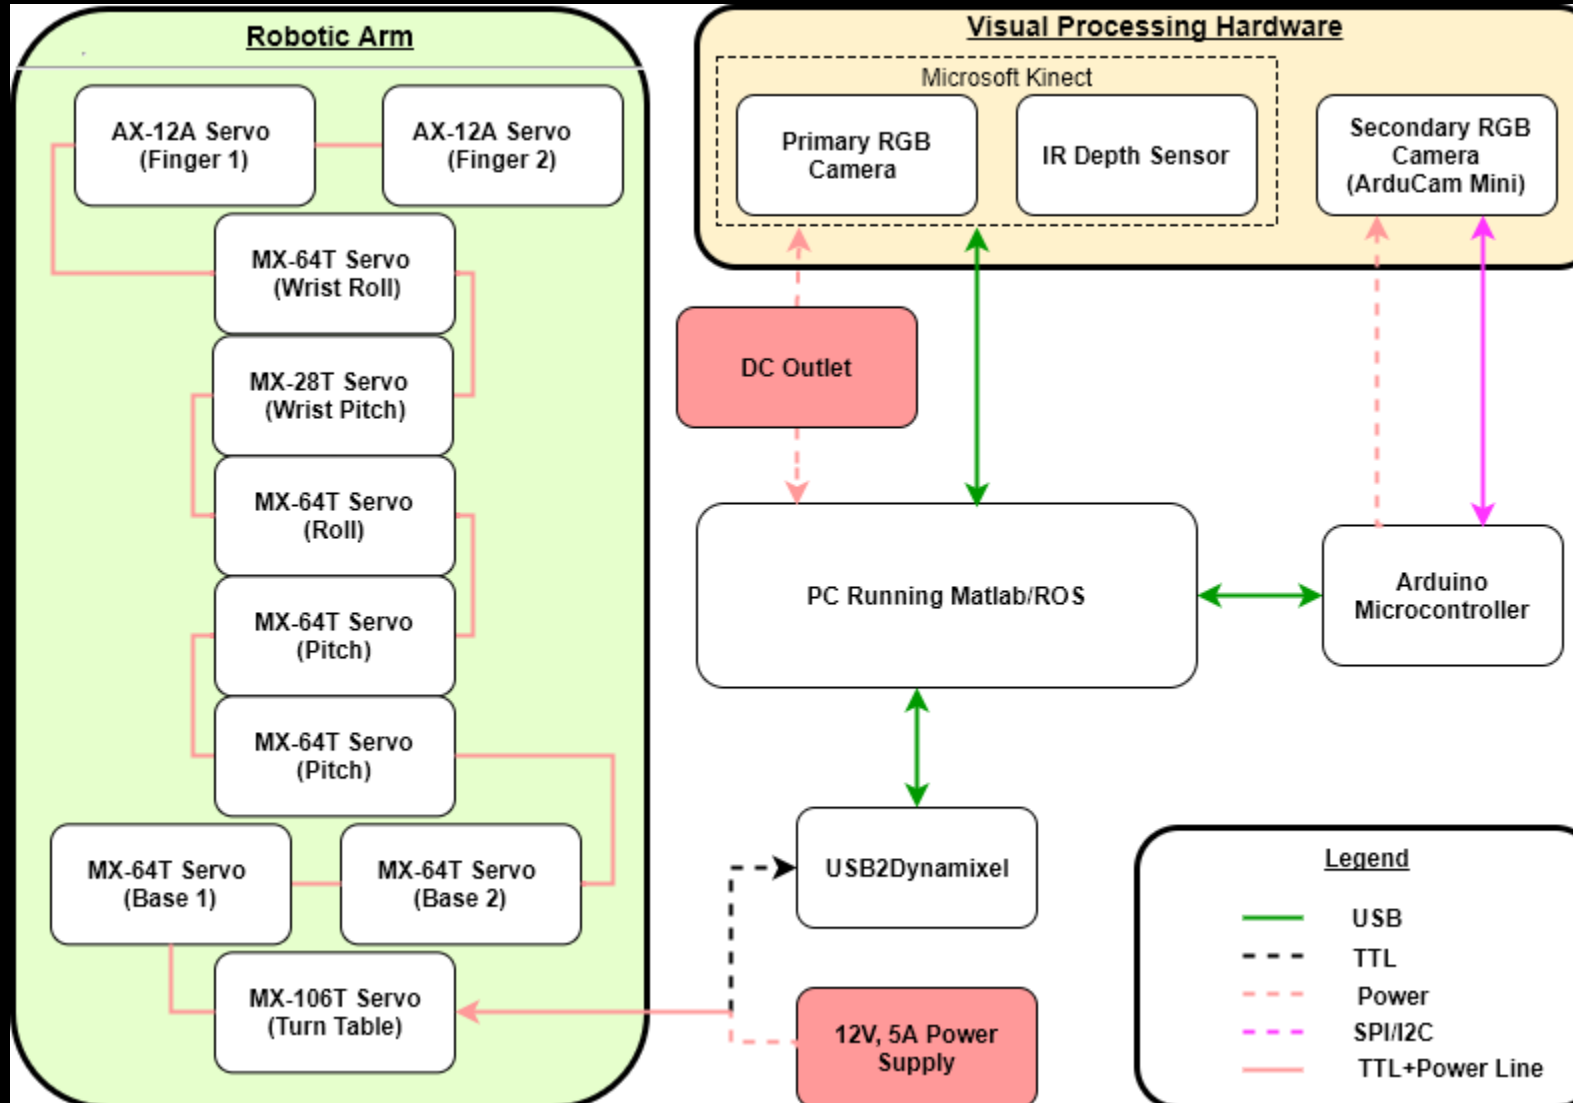 Robotic Arm
AX-12A Servo
(Finger 1)
AX-12A Servo
(Finger 2)
MX-64T Servo
(Wrist Roll)
MX-28T Servo
(Wrist Pitch)
MX-64T Servo
(Roll)
MX-64T Servo
(Pitch)
MX-64T Servo
(Pitch)
MX-64T Servo
(Base 1)
MX-64T Servo
(Base 2)
MX-106T Servo
(Turn Table)
Visual Processing Hardware
Microsoft Kinect
Primary RGB
Camera
IR Depth Sensor
Secondary RGB
Camera
(ArduCam Mini)
DC Outlet
PC Running Matlab/ROS
Arduino
Microcontroller
USB2Dynamixel
12V, 5A Power
Supply
Legend
USB
TTL
Power
SPI/I2C
TTL+Power Line